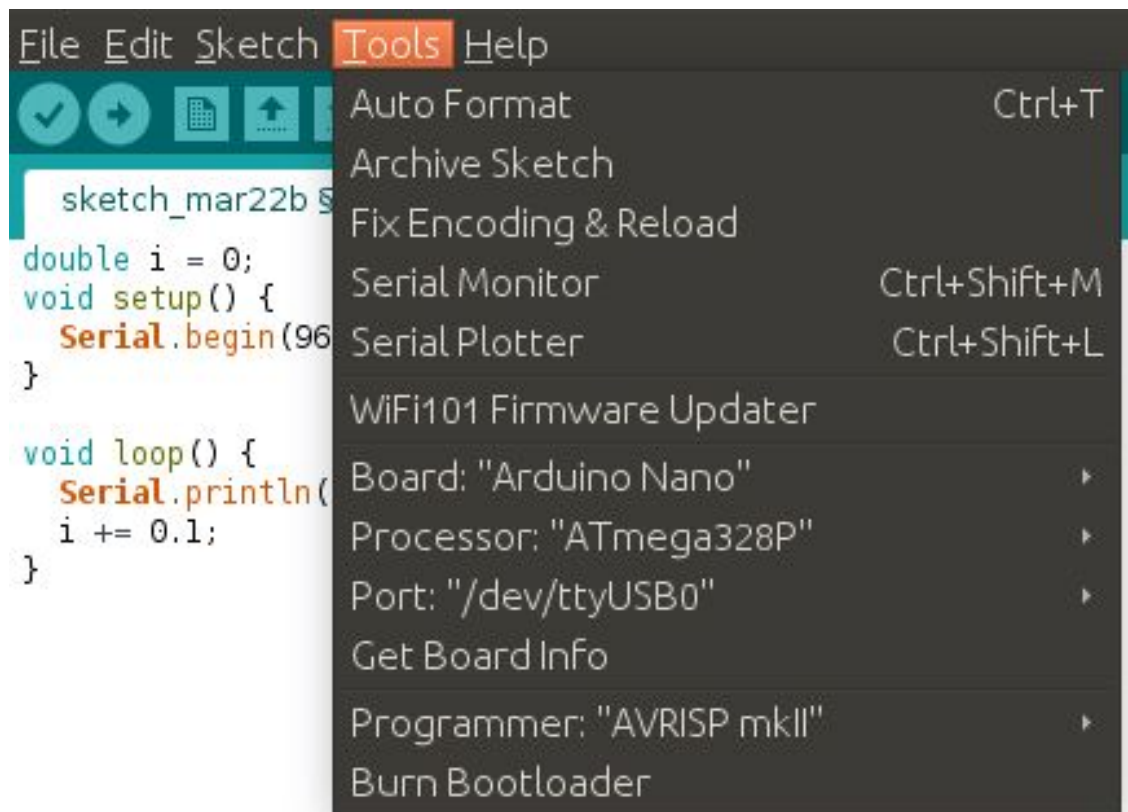 File Edit Sketch Tools Help
Auto Format Ctrl+T
Archive Sketch
Fix Encoding & Reload
Serial Monitor Ctrl+Shift+M
Serial Plotter Ctrl+Shift+L
WiFi101 Firmware Updater
Board: "Arduino Nano"
Processor: "ATmega328P"
Port: "/dev/ttyUSB0"
Get Board Info
Programmer: "AVRISP mkII"
Burn Bootloader
sketch_mar22b §
double i = 0;
void setup() {
Serial.begin(96
}
void loop() {
Serial.println(
i += 0.1;
}